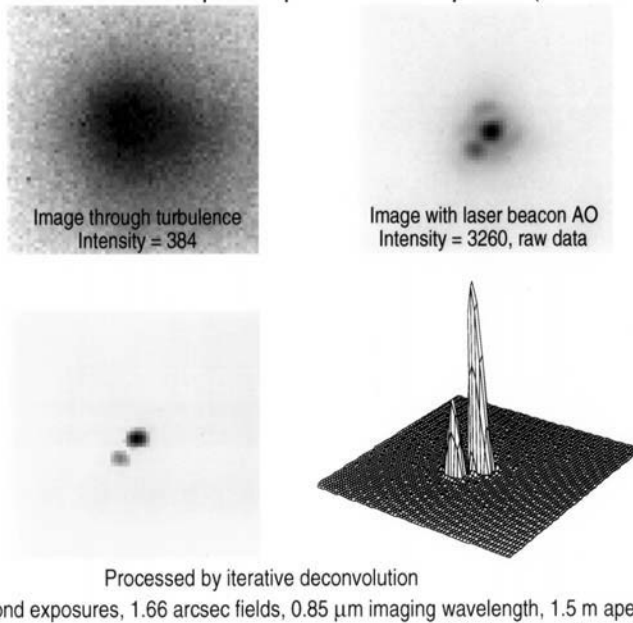 Image through turbulence
Intensity = 384
Image with laser beacon AO
Intensity = 3260, raw data
Processed by iterative deconvolution
exposures, 1.66 arcsec fields, 0.85 μm imaging wavelength, 1.5 m